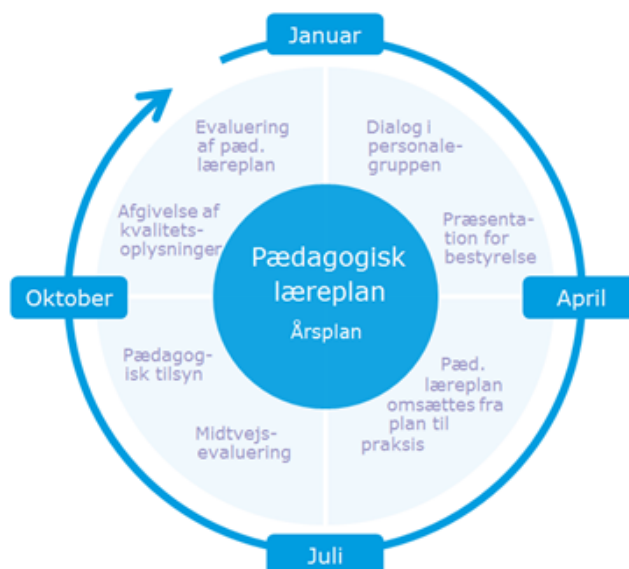 Januar
Evaluering
af pæd.
læreplan
Dialog i
personale-
gruppen
Afgivelse af
kvalitets-
oplysninger
Præsenta-
tion for
bestyrelse
Pædagogisk
læreplan
Årsplan
Oktober
April
Pædagog-
isk tilsyn
Pæd.
læreplan
omsættes fra
plan til
praksis
Midtvejs-
evaluering
Juli